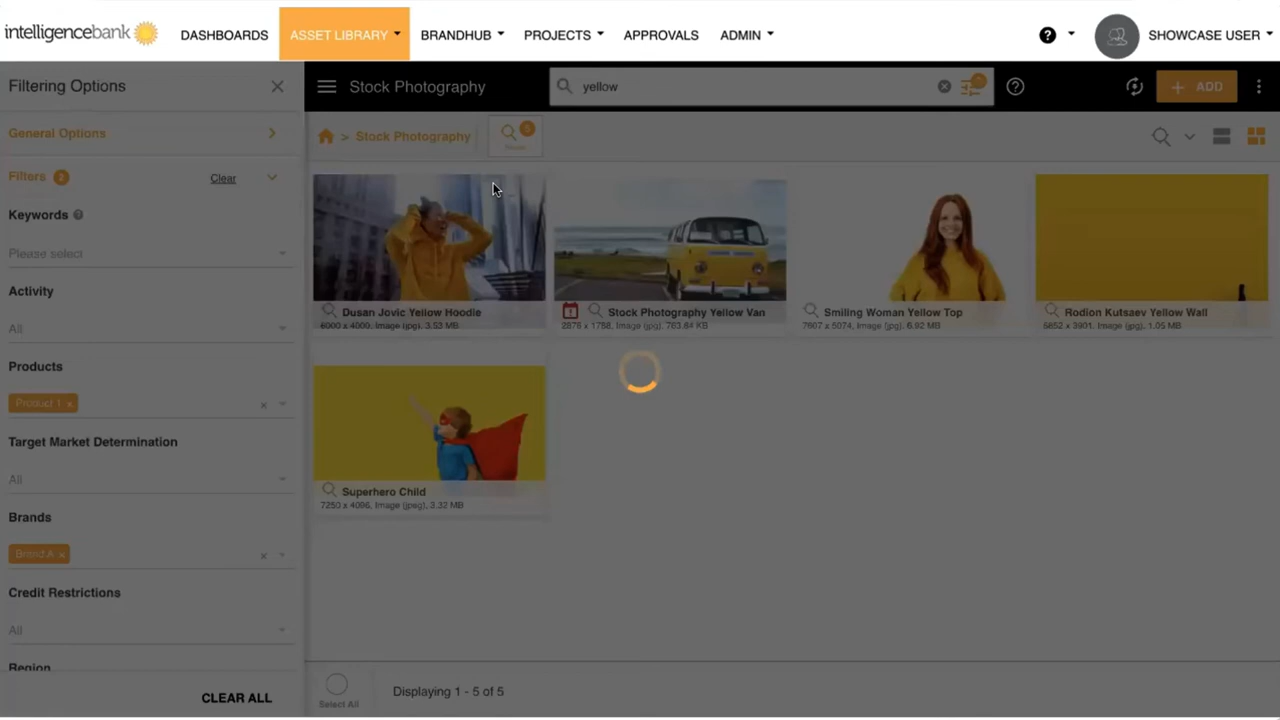 intelligencebank
DASHBOARDS
ASSET LIBRARY
BRANDHUB
PROJECTS
APPROVALS
ADMIN
?
SHOWCASE USER
Filtering Options
Stock Photography
yellow
?
+ ADD
General Options
> Stock Photography
Filters 2
Clear
Keywords ?
Please select
Activity
All
Products
Product 1 x
Target Market Determination
All
Brands
Brand A x
Credit Restrictions
All
Region
CLEAR ALL
Dusan Jovic Yellow Hoodie
6000 x 4000, Image (jpg), 3.53 MB
Stock Photography Yellow Van
2876 x 1788, Image (jpg), 763.84 KB
Smiling Woman Yellow Top
7607 x 5074, Image (jpg), 6.92 MB
Rodion Kutsaev Yellow Wall
5852 x 3901, Image (jpg), 1.05 MB
Superhero Child
7250 x 4096, Image (jpeg), 3.32 MB
Select All
Displaying 1 - 5 of 5